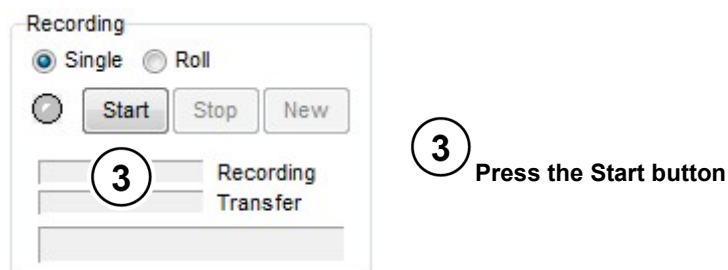 Recording
Single Roll
Start Stop New
3 Recording
Transfer
3 Press the Start button